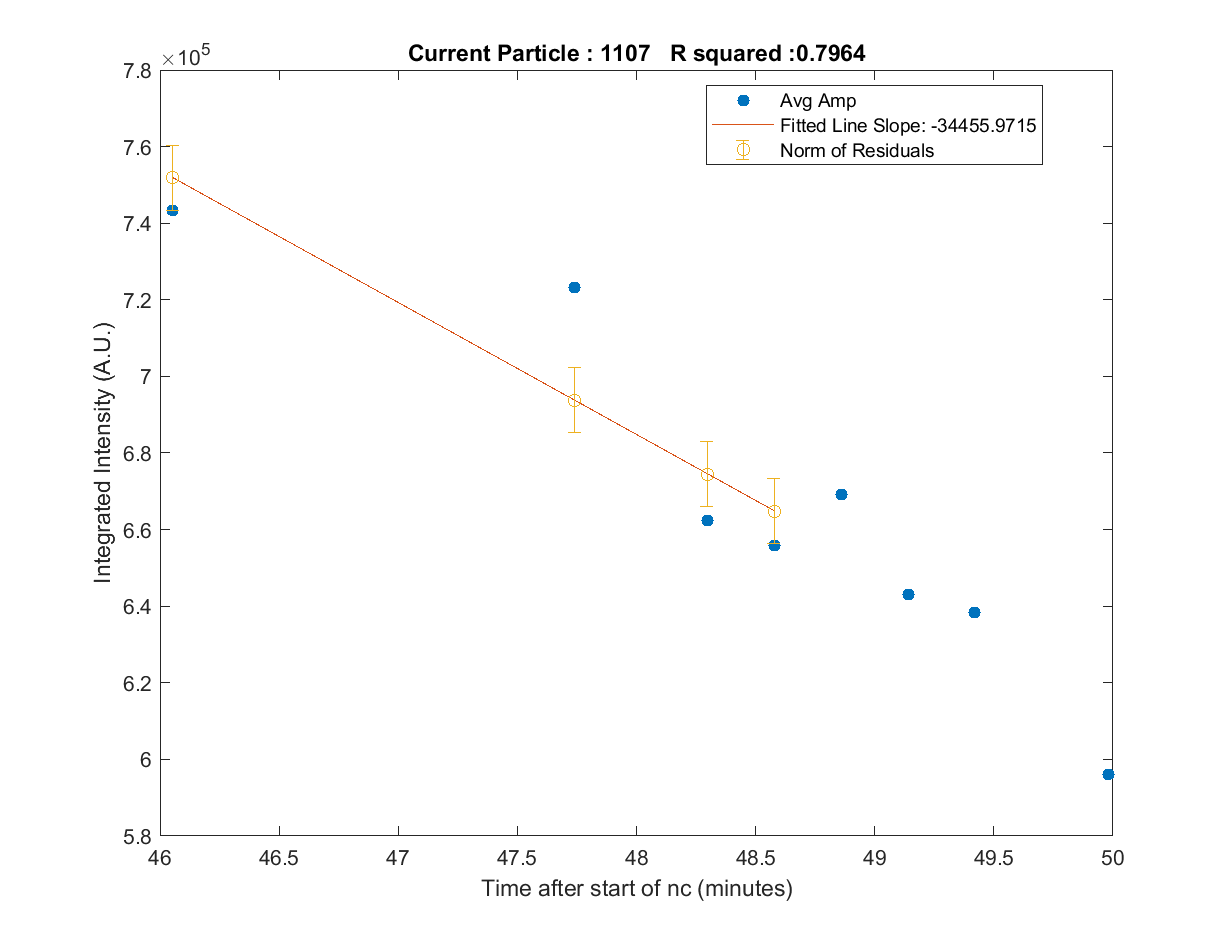 Current Particle : 1107 R squared :0.7964
×10^5
7.8
7.6
7.4
7.2
7
6.8
6.6
6.4
6.2
6
5.8
Integrated Intensity (A.U.)
Avg Amp
Fitted Line Slope: -34455.9715
Norm of Residuals
46 46.5 47 47.5 48 48.5 49 49.5 50
Time after start of nc (minutes)